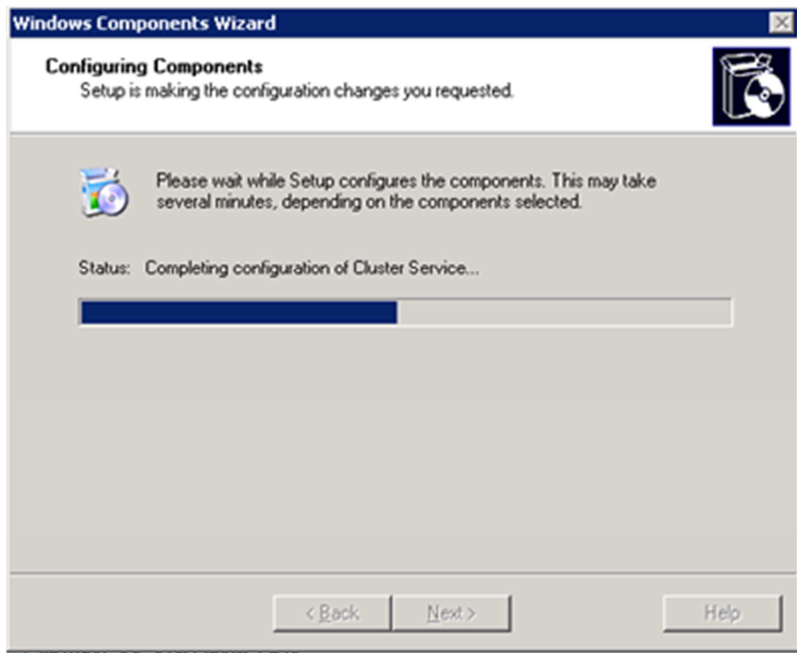 Windows Components Wizard
Configuring Components
Setup is making the configuration changes you requested.
Please wait while Setup configures the components. This may take
several minutes, depending on the components selected.
Status: Completing configuration of Cluster Service...
< Back Next > Help